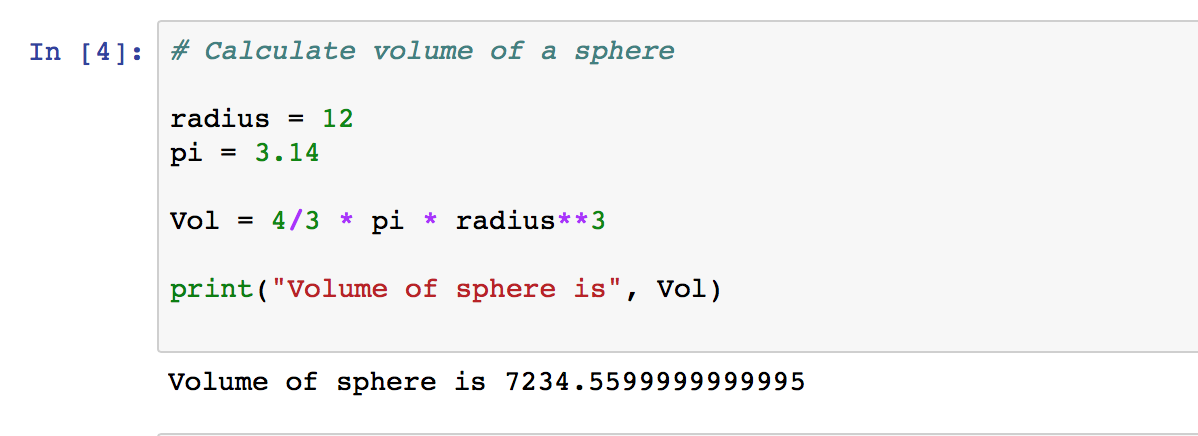 In [4]:
# Calculate volume of a sphere
radius = 12
pi = 3.14
Vol = 4/3 * pi * radius**3
print("Volume of sphere is", Vol)
Volume of sphere is 7234.5599999999995